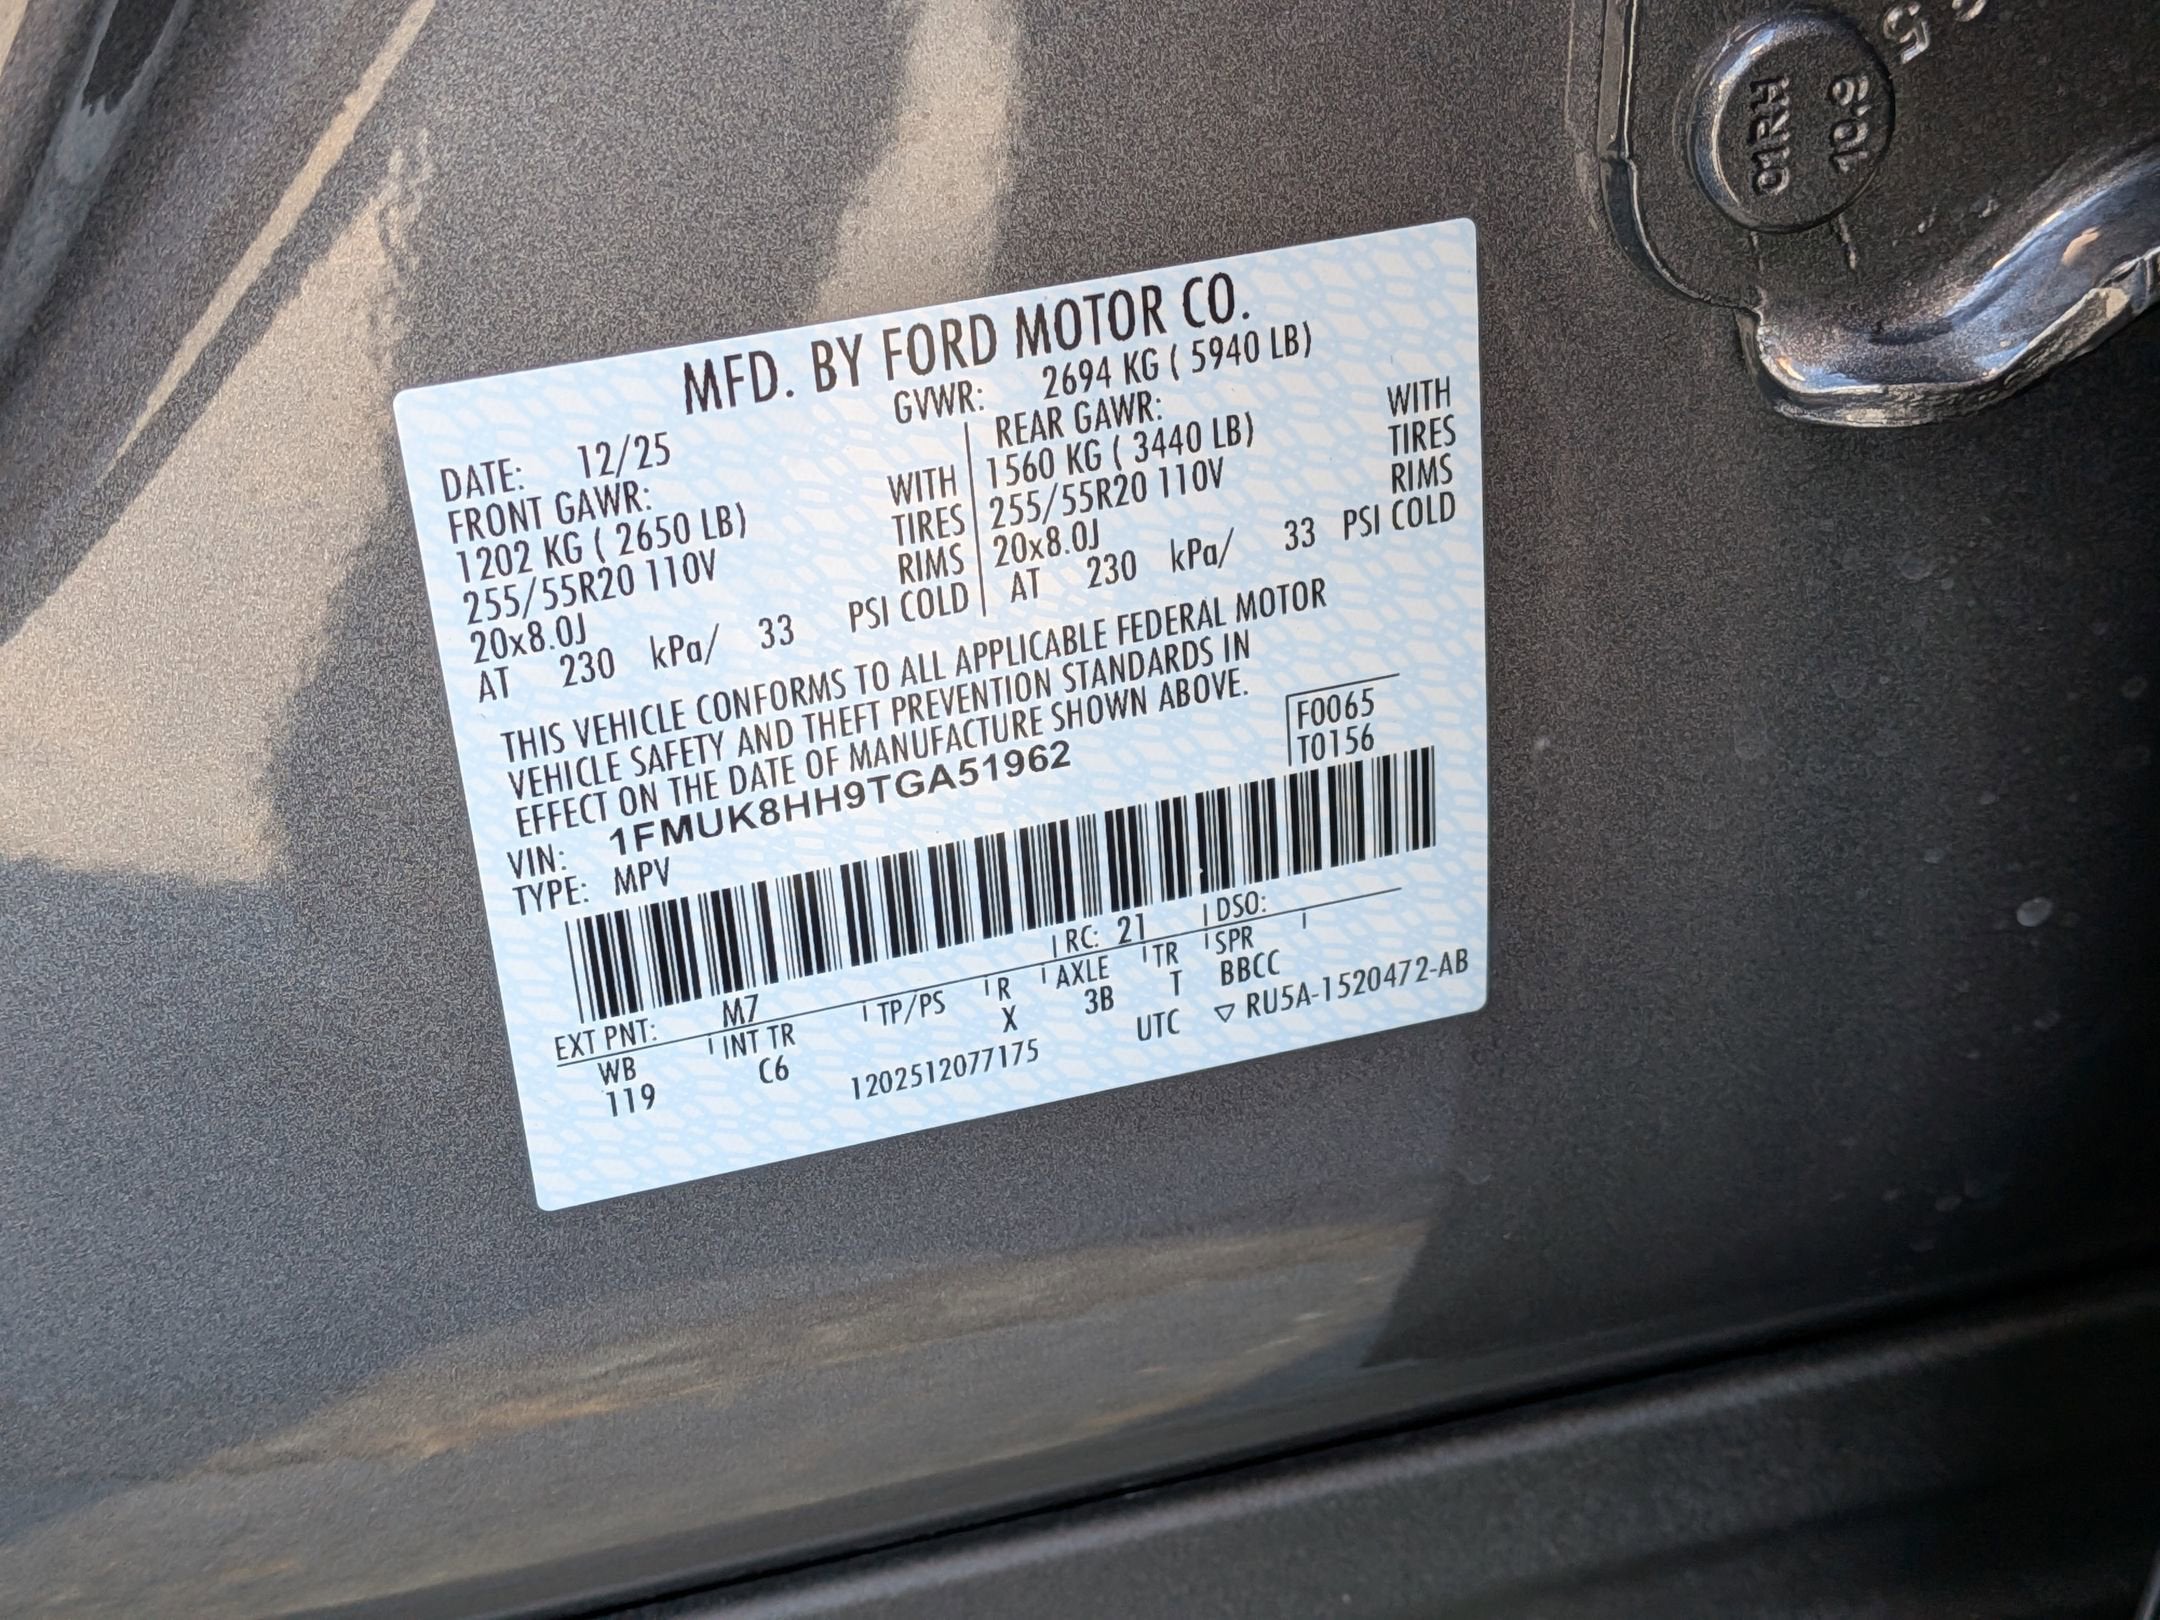 01RH
10.9
MFD. BY FORD MOTOR CO.
GVWR: 2694 KG ( 5940 LB)
DATE: 12/25
FRONT GAWR:
1202 KG ( 2650 LB) WITH
255/55R20 110V TIRES
20x8.0J RIMS
AT 230 kPa/ 33 PSI COLD
REAR GAWR:
1560 KG ( 3440 LB) WITH
255/55R20 110V TIRES
20x8.0J RIMS
AT 230 kPa/ 33 PSI COLD
THIS VEHICLE CONFORMS TO ALL APPLICABLE FEDERAL MOTOR
VEHICLE SAFETY AND THEFT PREVENTION STANDARDS IN
EFFECT ON THE DATE OF MANUFACTURE SHOWN ABOVE.
F0065
T0156
VIN: 1FMUK8HH9TGA51962
TYPE: MPV
EXT PNT: M7 RC: 21 DSO:
WB INT TR TP/PS R AXLE TR SPR
119 C6 X 3B T BBCC
1202512077175 UTC ▽ RU5A-1520472-AB